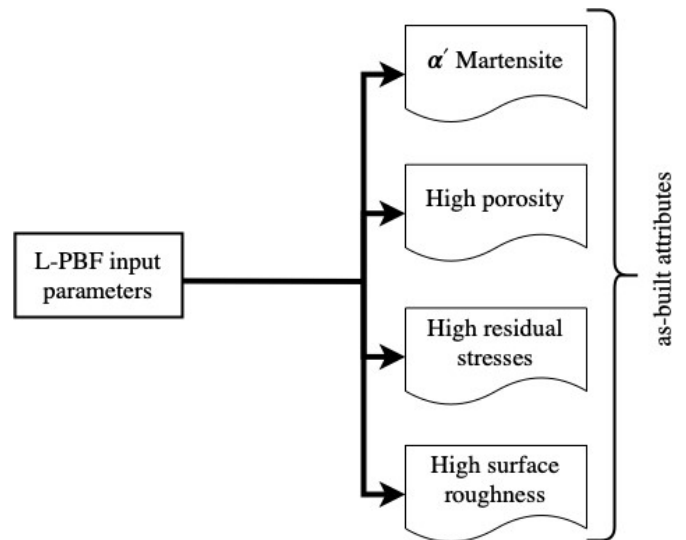 L-PBF input
parameters
α′ Martensite
High porosity
High residual
stresses
High surface
roughness
as-built attributes